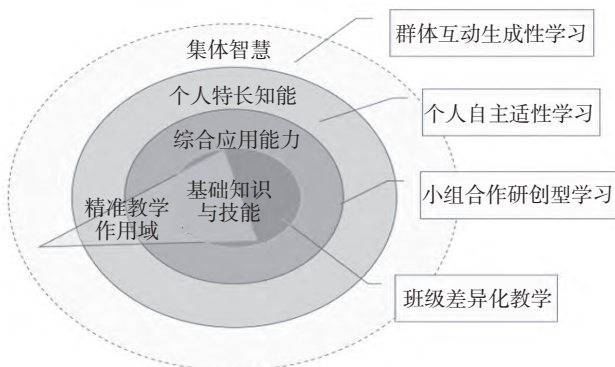 集体智慧
个人特长知能
综合应用能力
基础知识
与技能
精准教学
作用域
群体互动生成性学习
个人自主适性学习
小组合作研创型学习
班级差异化教学